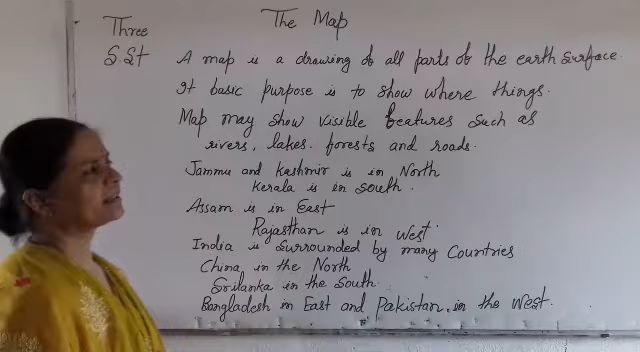 Three
S.St
The Map
A map is a drawing of all parts of the earth surface.
It basic purpose is to show where things.
Map may show visible features such as
rivers, lakes. forests and roads.
Jammu and Kashmir is in North
Kerala is in South.
Assam is in East
Rajasthan is in West.
India is Surrounded by many Countries
China in the North
Srilanka in the South
Bangladesh in East and Pakistan in the West.